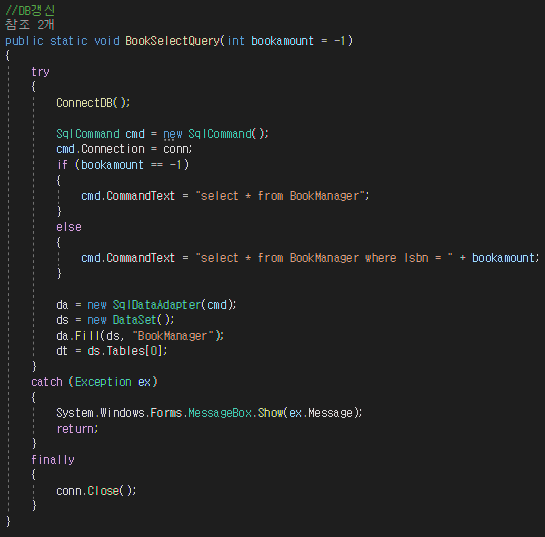 //DB갱신
참조 2개
public static void BookSelectQuery(int bookamount = -1)
{
try
{
ConnectDB();
SqlCommand cmd = new SqlCommand();
cmd.Connection = conn;
if (bookamount == -1)
{
cmd.CommandText = "select * from BookManager";
}
else
{
cmd.CommandText = "select * from BookManager where Isbn = " + bookamount;
}
da = new SqlDataAdapter(cmd);
ds = new DataSet();
da.Fill(ds, "BookManager");
dt = ds.Tables[0];
}
catch (Exception ex)
{
System.Windows.Forms.MessageBox.Show(ex.Message);
return;
}
finally
{
conn.Close();
}
}